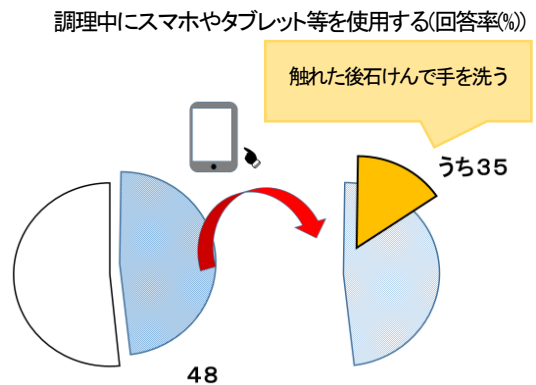 調理中にスマホやタブレット等を使用する(回答率(%))
触れた後石けんで手を洗う
うち35
48